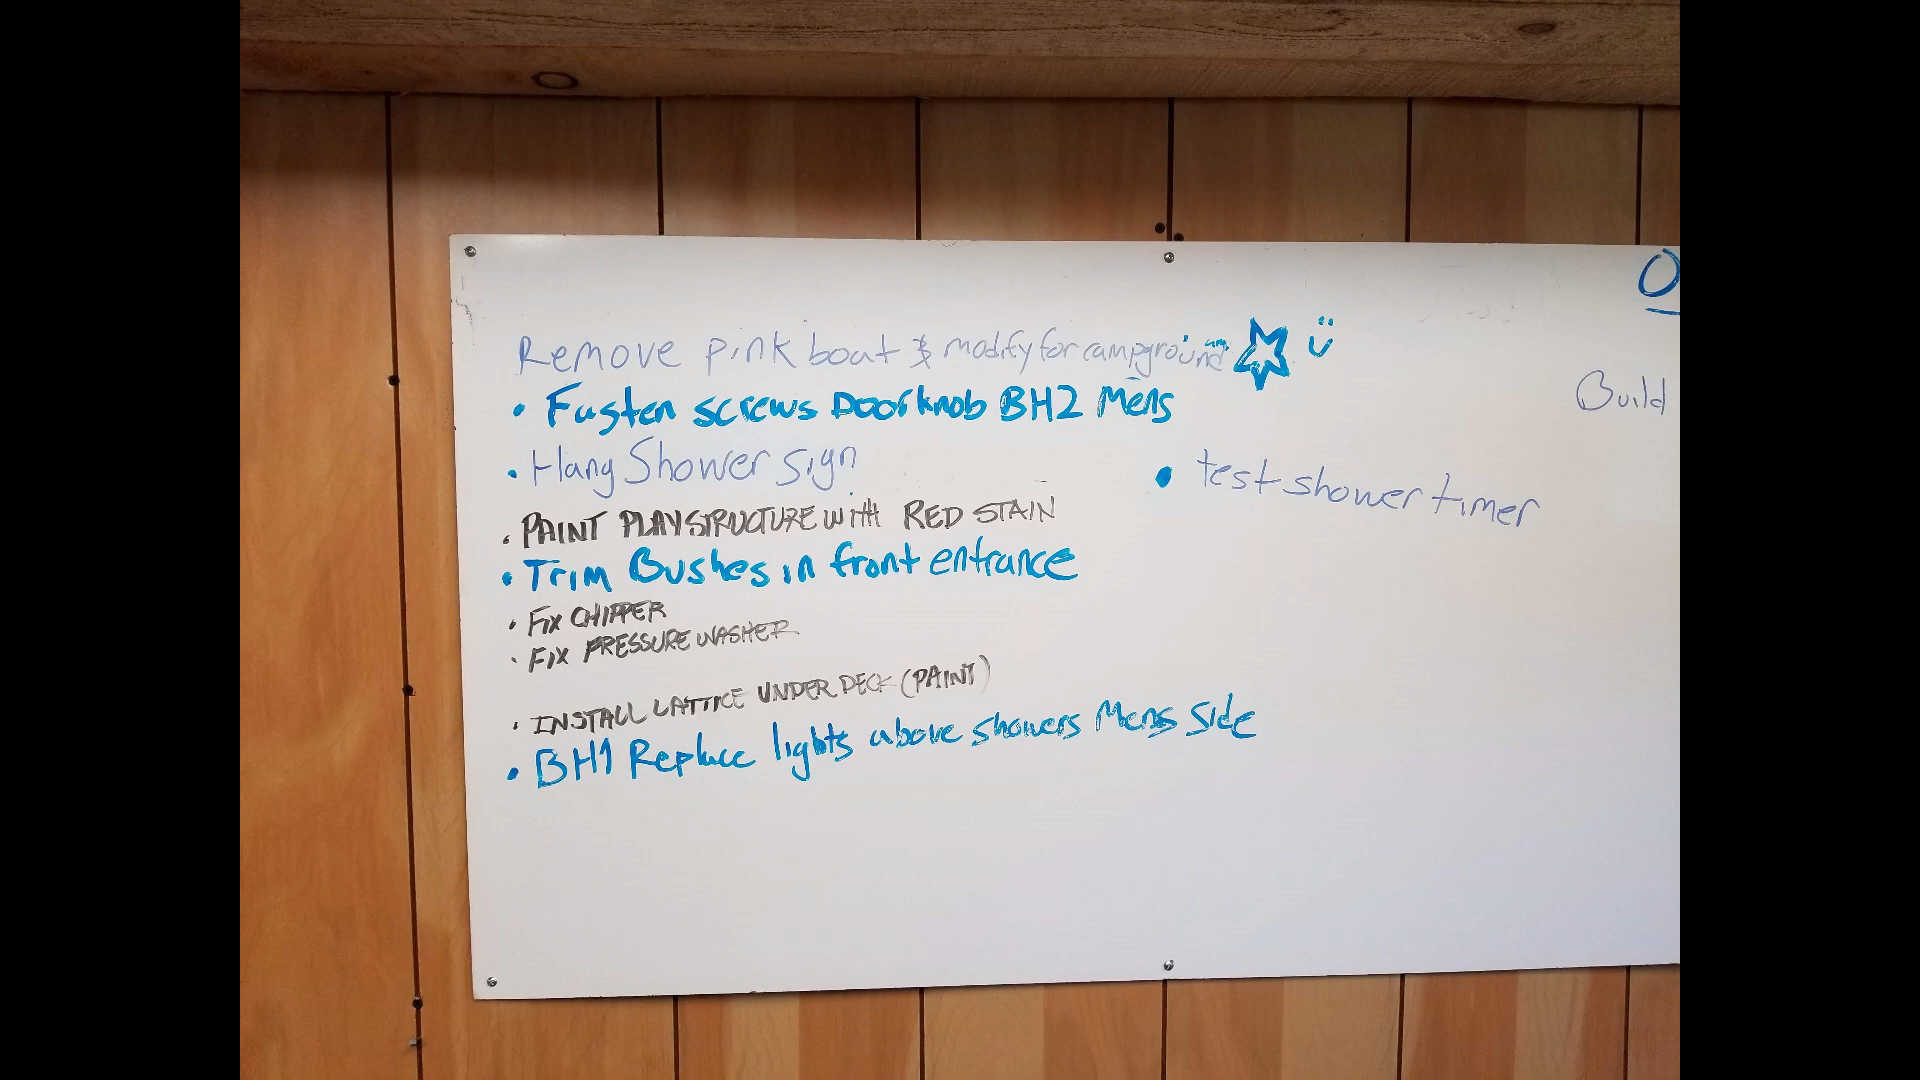 Remove pink boat & modify for campground
• Fasten screws Doorknob BH2 Mens
• Hang Shower sign
• PAINT PLAYSTRUCTURE WITH RED STAIN
• Trim Bushes in front entrance
• FIX CHIPPER
• FIX PRESSURE WASHER
• INSTALL LATTICE UNDER DECK (PAINT)
• BH1 Replace lights above showers Mens Side
O
Build
• test shower timer